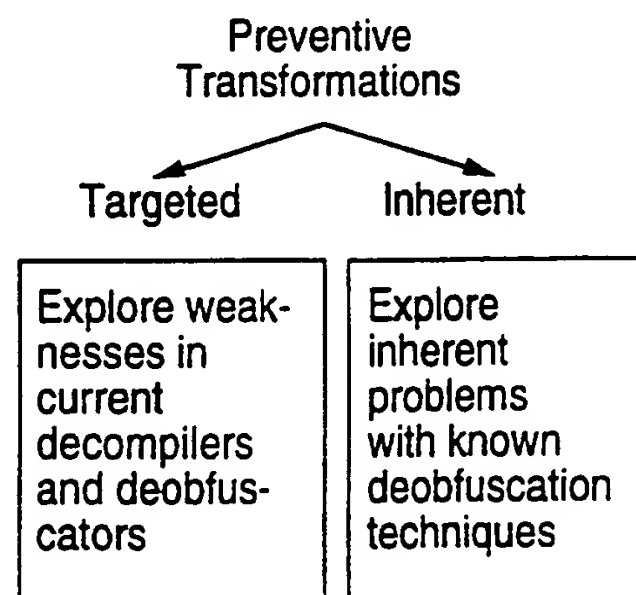 Preventive
Transformations
Targeted
Inherent
Explore weak-
nesses in
current
decompilers
and deobfus-
cators
Explore
inherent
problems
with known
deobfuscation
techniques